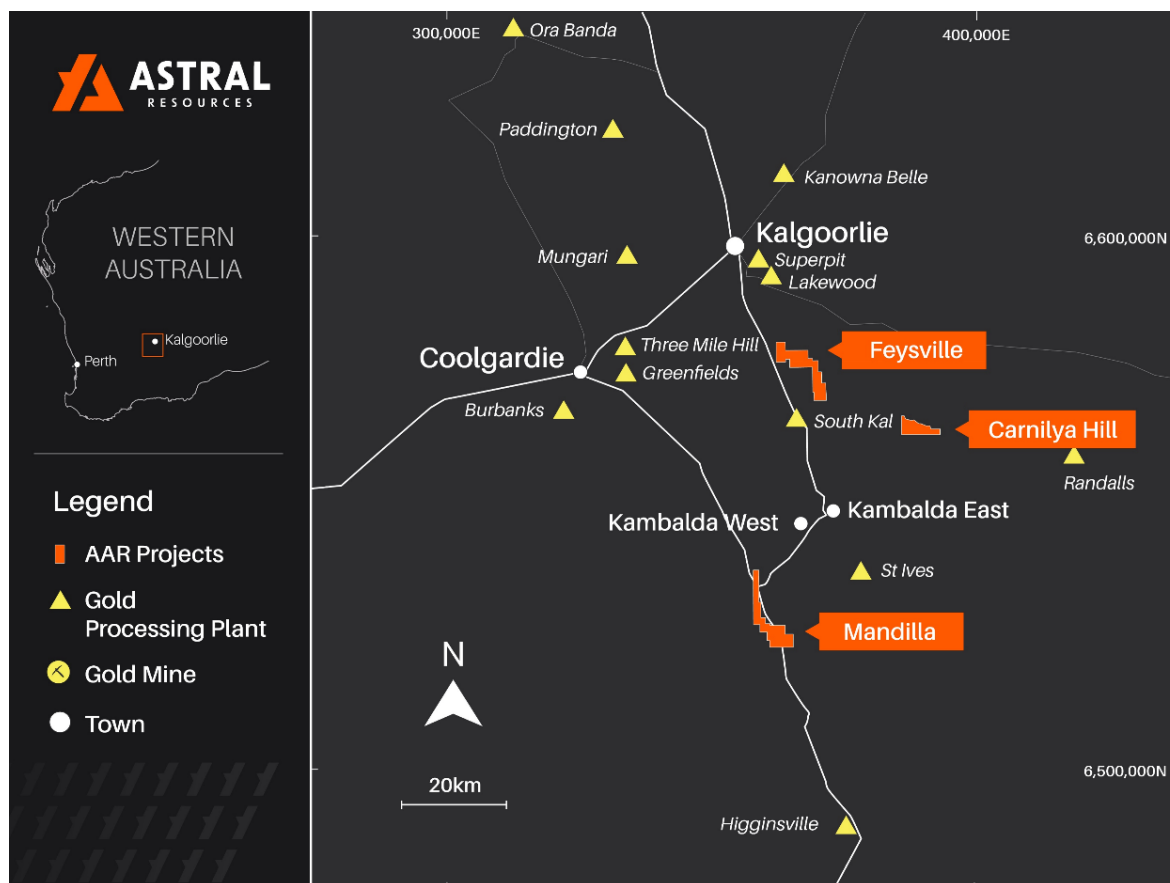 ASTRAL
RESOURCES
WESTERN
AUSTRALIA
Kalgoorlie
Perth
Legend
AAR Projects
Gold
Processing Plant
Gold Mine
Town
300,000E
400,000E
Ora Banda
Paddington
Kanowna Belle
Kalgoorlie
6,600,000N
Mungari
Superpit
Lakewood
Three Mile Hill
Feysville
Coolgardie
Greenfields
Burbanks
South Kal
Carnilya Hill
Randalls
Kambalda West
Kambalda East
St Ives
Mandilla
N
20km
6,500,000N
Higginsville